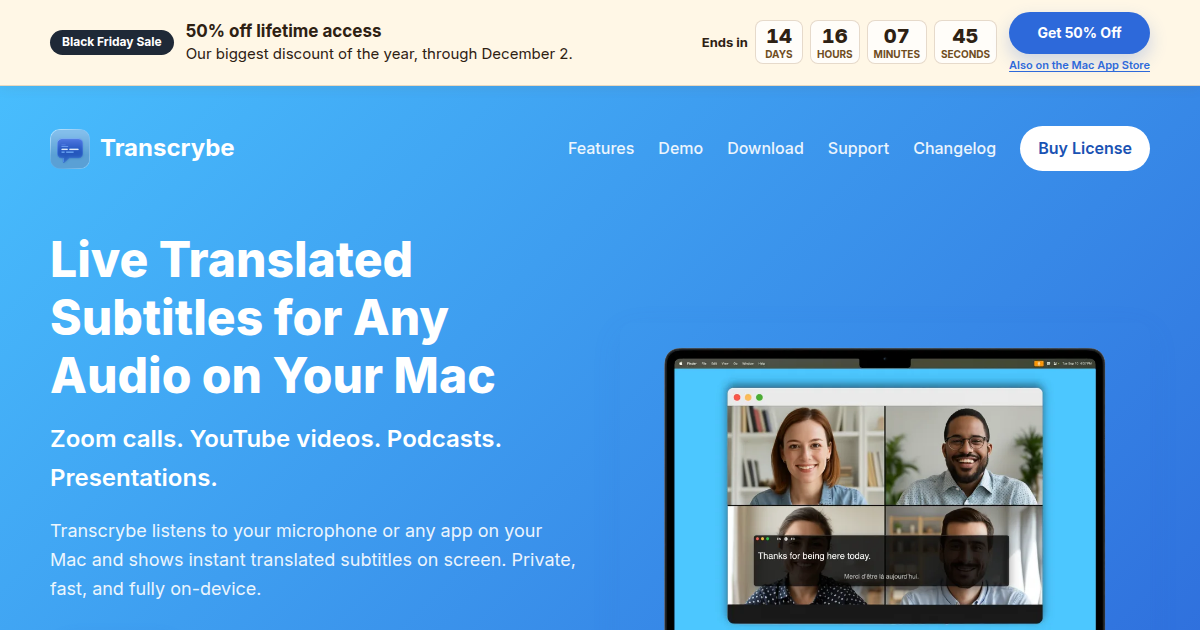 Black Friday Sale
50% off lifetime access
Our biggest discount of the year, through December 2.
Ends in
14 DAYS
16 HOURS
07 MINUTES
45 SECONDS
Get 50% Off
Also on the Mac App Store
Transcrybe
Features
Demo
Download
Support
Changelog
Buy License
Live Translated
Subtitles for Any
Audio on Your Mac
Zoom calls. YouTube videos. Podcasts.
Presentations.
Transcrybe listens to your microphone or any app on your
Mac and shows instant translated subtitles on screen. Private,
fast, and fully on-device.
Thanks for being here today.
Merci d'être là aujourd'hui.